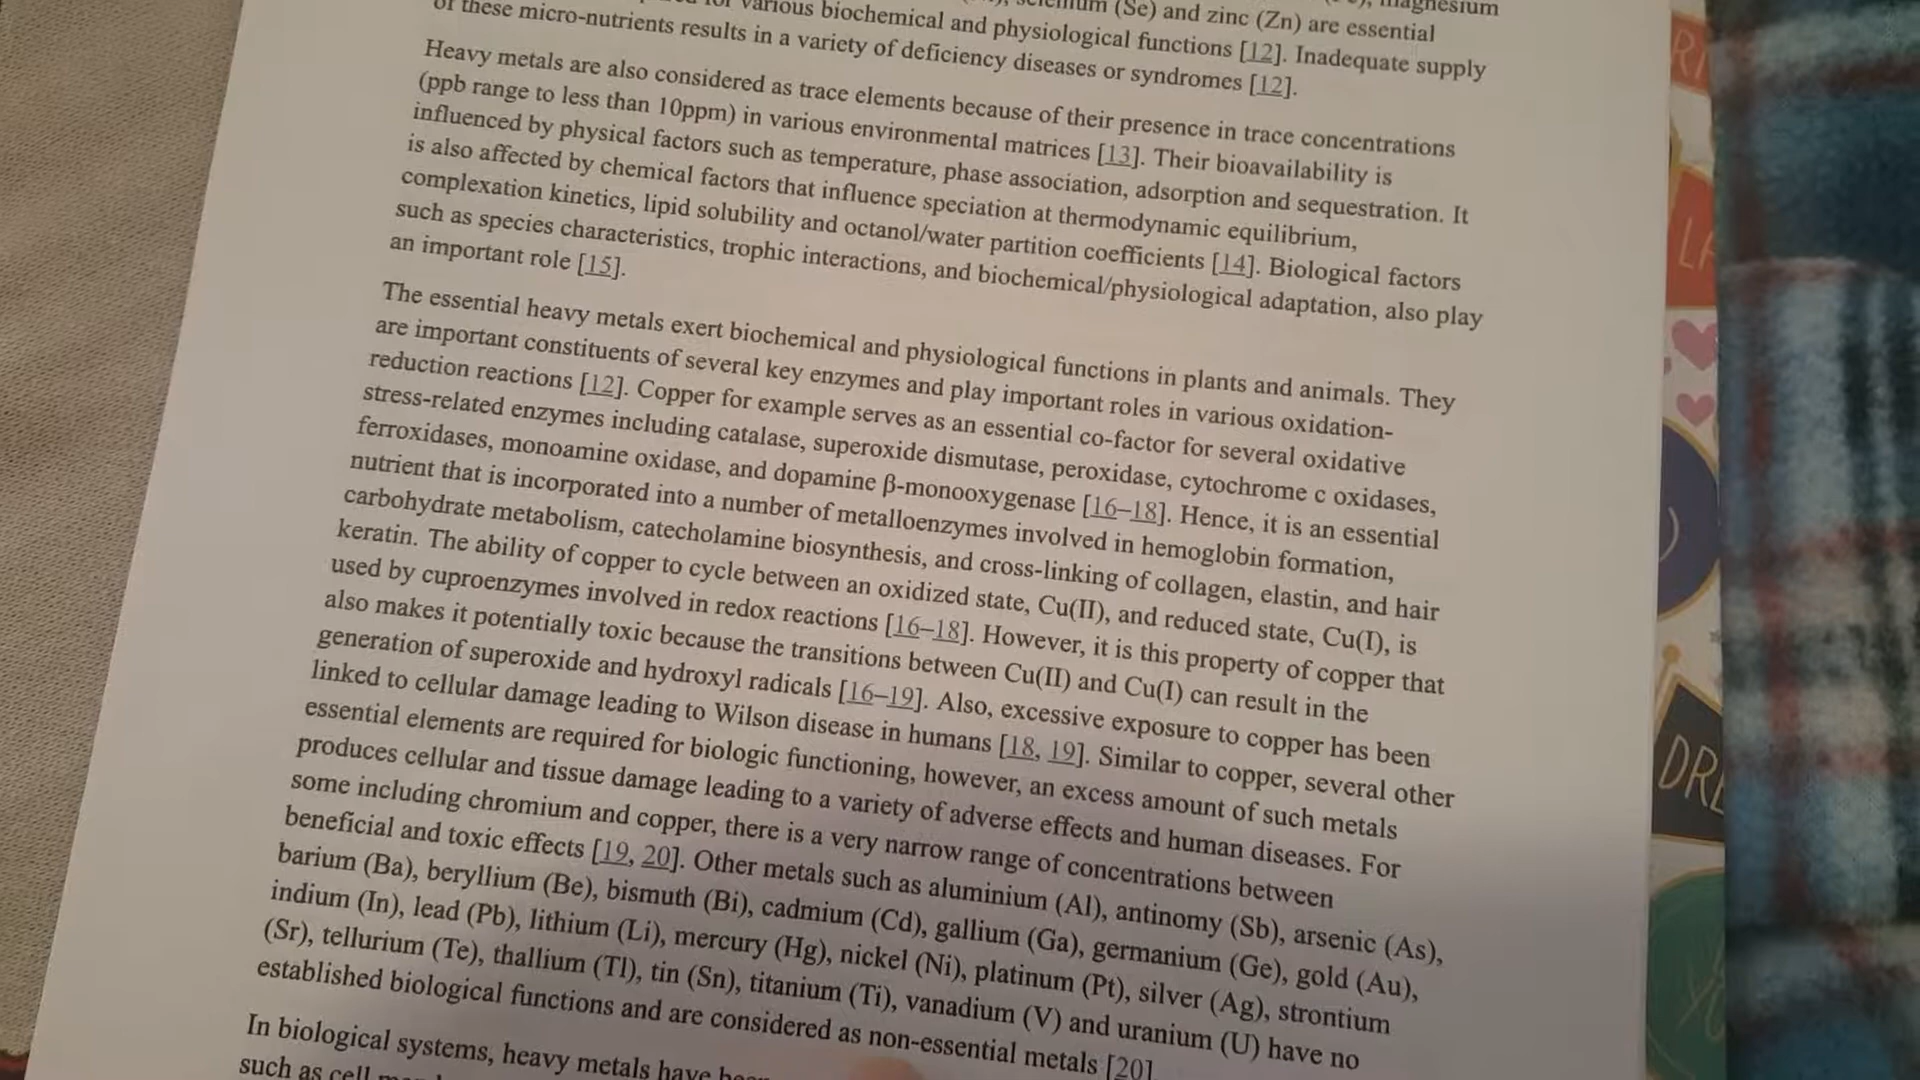 selenium (Se) and zinc (Zn) are essential
for various biochemical and physiological functions [12]. Inadequate supply
of these micro-nutrients results in a variety of deficiency diseases or syndromes [12].
Heavy metals are also considered as trace elements because of their presence in trace concentrations
(ppb range to less than 10ppm) in various environmental matrices [13]. Their bioavailability is
influenced by physical factors such as temperature, phase association, adsorption and sequestration. It
is also affected by chemical factors that influence speciation at thermodynamic equilibrium,
complexation kinetics, lipid solubility and octanol/water partition coefficients [14]. Biological factors
such as species characteristics, trophic interactions, and biochemical/physiological adaptation, also play
an important role [15].
The essential heavy metals exert biochemical and physiological functions in plants and animals. They
are important constituents of several key enzymes and play important roles in various oxidation-
reduction reactions [12]. Copper for example serves as an essential co-factor for several oxidative
stress-related enzymes including catalase, superoxide dismutase, peroxidase, cytochrome c oxidases,
ferroxidases, monoamine oxidase, and dopamine β-monooxygenase [16–18]. Hence, it is an essential
nutrient that is incorporated into a number of metalloenzymes involved in hemoglobin formation,
carbohydrate metabolism, catecholamine biosynthesis, and cross-linking of collagen, elastin, and hair
keratin. The ability of copper to cycle between an oxidized state, Cu(II), and reduced state, Cu(I), is
used by cuproenzymes involved in redox reactions [16–18]. However, it is this property of copper that
also makes it potentially toxic because the transitions between Cu(II) and Cu(I) can result in the
generation of superoxide and hydroxyl radicals [16–19]. Also, excessive exposure to copper has been
linked to cellular damage leading to Wilson disease in humans [18, 19]. Similar to copper, several other
essential elements are required for biologic functioning, however, an excess amount of such metals
produces cellular and tissue damage leading to a variety of adverse effects and human diseases. For
some including chromium and copper, there is a very narrow range of concentrations between
beneficial and toxic effects [19, 20]. Other metals such as aluminium (Al), antinomy (Sb), arsenic (As),
barium (Ba), beryllium (Be), bismuth (Bi), cadmium (Cd), gallium (Ga), germanium (Ge), gold (Au),
indium (In), lead (Pb), lithium (Li), mercury (Hg), nickel (Ni), platinum (Pt), silver (Ag), strontium
(Sr), tellurium (Te), thallium (Tl), tin (Sn), titanium (Ti), vanadium (V) and uranium (U) have no
established biological functions and are considered as non-essential metals [20]
In biological systems, heavy metals have
such as cell
DR